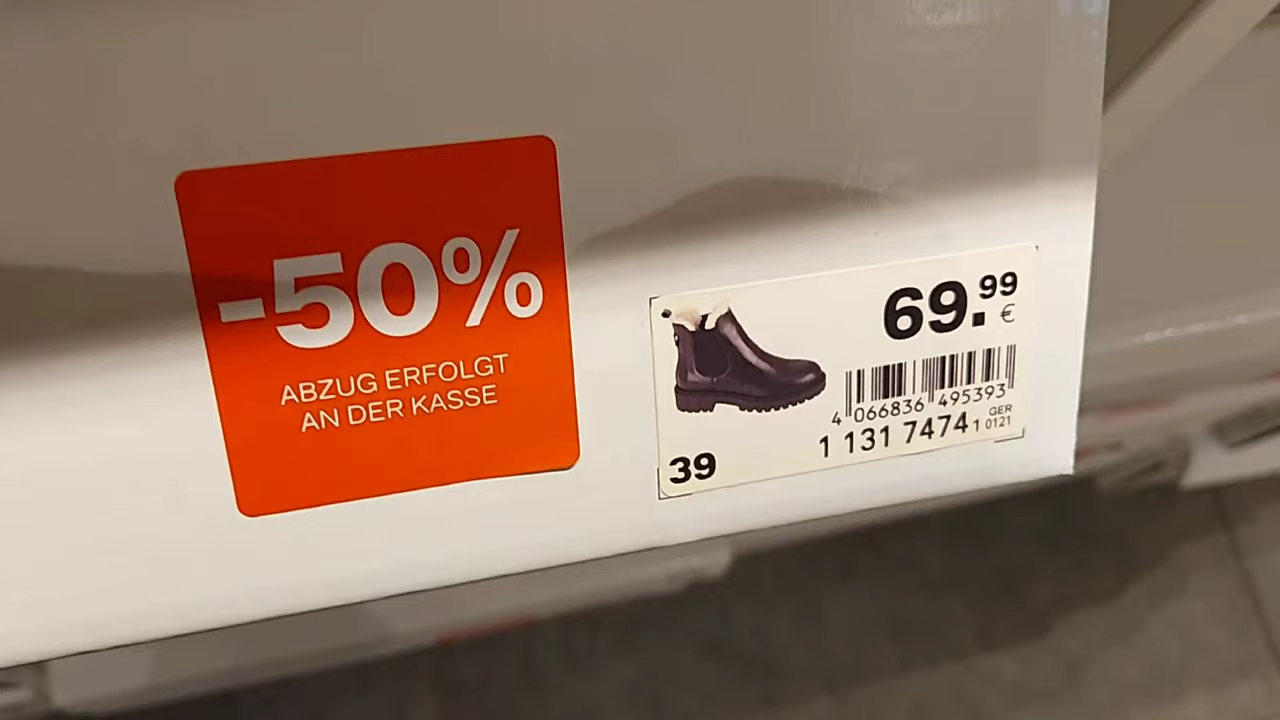 -50%
ABZUG ERFOLGT
AN DER KASSE
69.99
€
4 066836 495393
1 131 7474 1 GER 0121
39